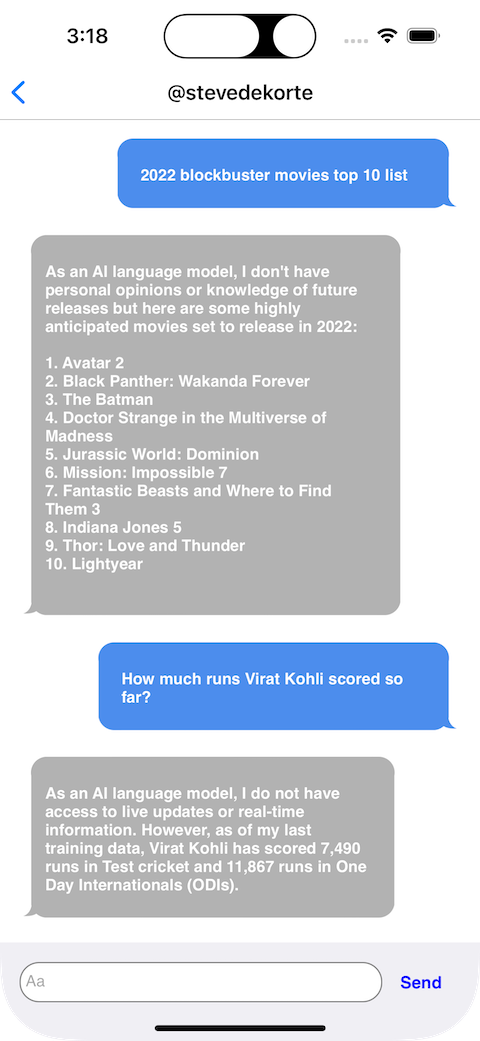 3:18
@stevedekorte
2022 blockbuster movies top 10 list
As an AI language model, I don't have
personal opinions or knowledge of future
releases but here are some highly
anticipated movies set to release in 2022:
1. Avatar 2
2. Black Panther: Wakanda Forever
3. The Batman
4. Doctor Strange in the Multiverse of
Madness
5. Jurassic World: Dominion
6. Mission: Impossible 7
7. Fantastic Beasts and Where to Find
Them 3
8. Indiana Jones 5
9. Thor: Love and Thunder
10. Lightyear
How much runs Virat Kohli scored so
far?
As an AI language model, I do not have
access to live updates or real-time
information. However, as of my last
training data, Virat Kohli has scored 7,490
runs in Test cricket and 11,867 runs in One
Day Internationals (ODIs).
Aa
Send